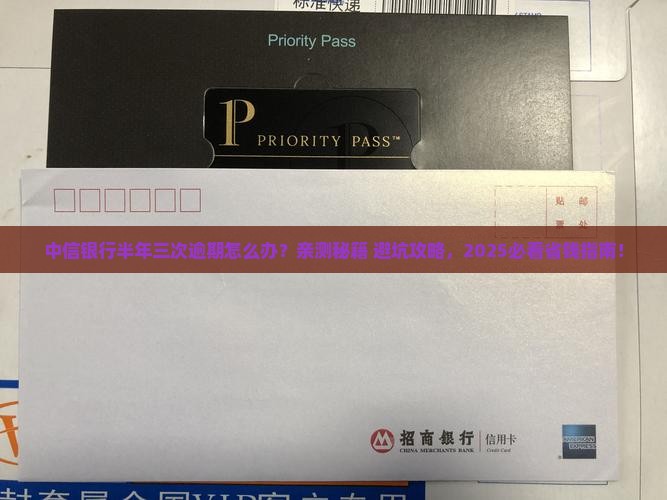 标准快递
Priority Pass
PRIORITY PASS™
贴 邮
票 处
中信银行半年三次逾期怎么办？亲测秘籍 避坑攻略，2025必看省钱指南！
招商银行 信用卡
CHINA MERCHANTS BANK Credit Card
AMERICAN
EXPRESS